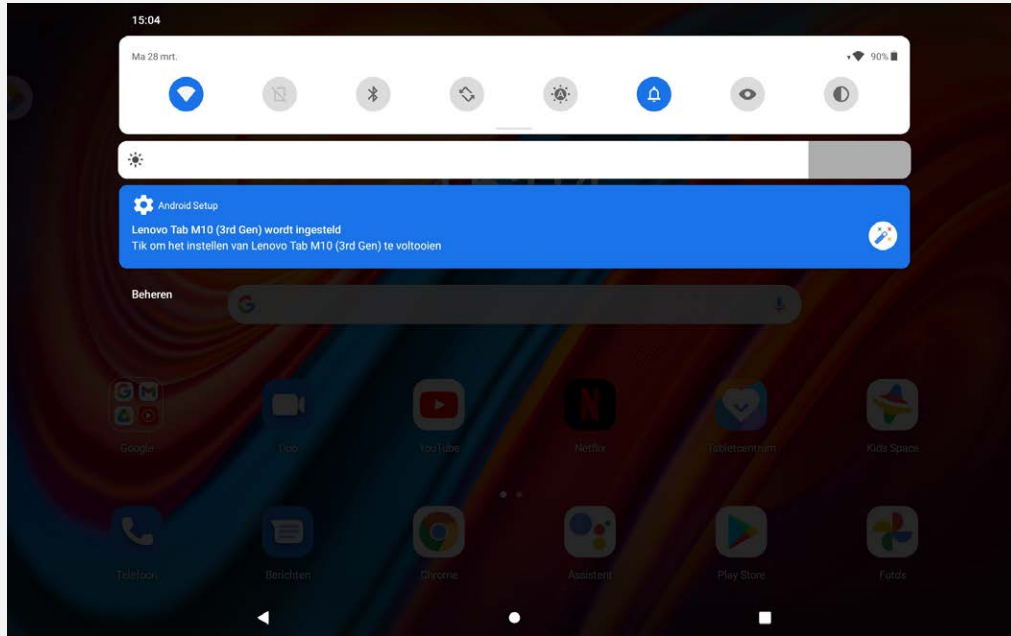 15:04
Ma 28 mrt.
90%
Android Setup
Lenovo Tab M10 (3rd Gen) wordt ingesteld
Tik om het instellen van Lenovo Tab M10 (3rd Gen) te voltooien
Beheren
Google
Duo
YouTube
Netflix
Tabletcentrum
Kids Space
Telefoon
Berichten
Chrome
Assistent
Play Store
Foto's